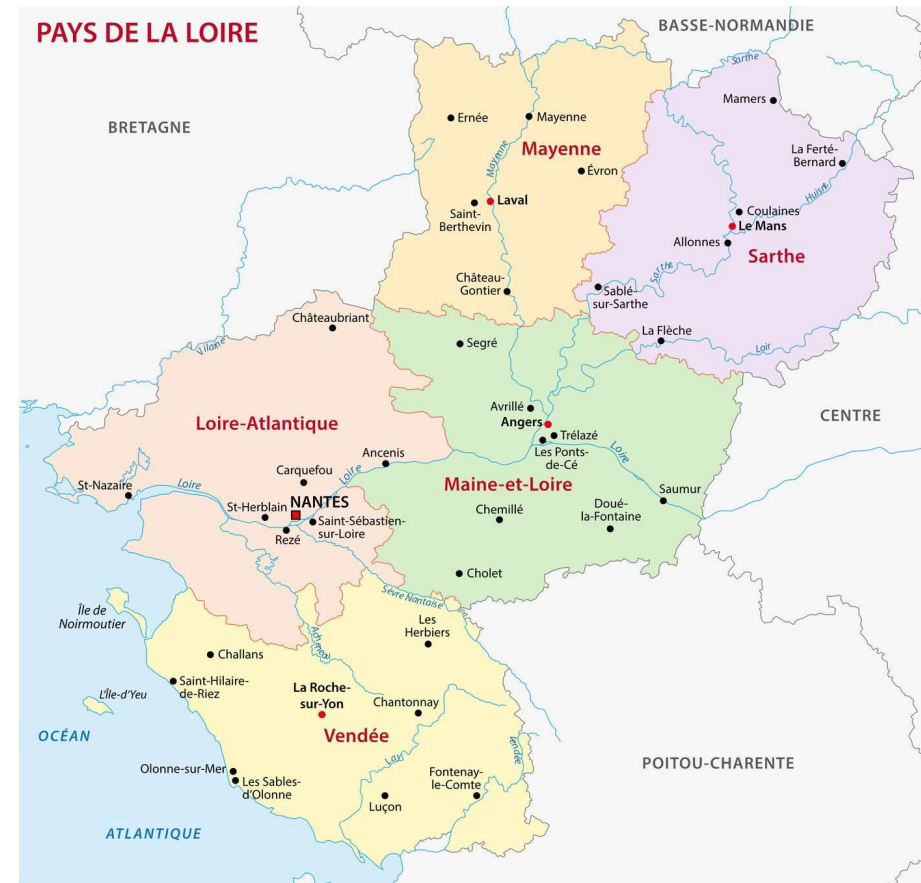 PAYS DE LA LOIRE
BASSE-NORMANDIE
BRETAGNE
CENTRE
POITOU-CHARENTE
OCÉAN
ATLANTIQUE
Mayenne
Ernée
Mayenne
Évron
Mayenne
Laval
Saint-
Berthevin
Château-
Gontier
Sarthe
Mamers
La Ferté-
Bernard
Huisne
Coulaines
Le Mans
Allonnes
Sarthe
Sarthe
Sablé-
sur-Sarthe
La Flèche
Loir
Châteaubriant
Vilaine
Loire-Atlantique
Ancenis
Carquefou
Loire
St-Nazaire
Loire
St-Herblain
NANTES
Saint-Sébastien-
sur-Loire
Rezé
Segré
Avrillé
Angers
Trélazé
Les Ponts-
de-Cé
Loire
Maine-et-Loire
Saumur
Chemillé
Doué-
la-Fontaine
Cholet
Sèvre Nantaise
Île de
Noirmoutier
Les
Herbiers
Challans
Saint-Hilaire-
de-Riez
L'Île-d'Yeu
La Roche-
sur-Yon
Chantonnay
Vendée
Lay
Vendée
Olonne-sur-Mer
Les Sables-
d'Olonne
Fontenay-
le-Comte
Luçon